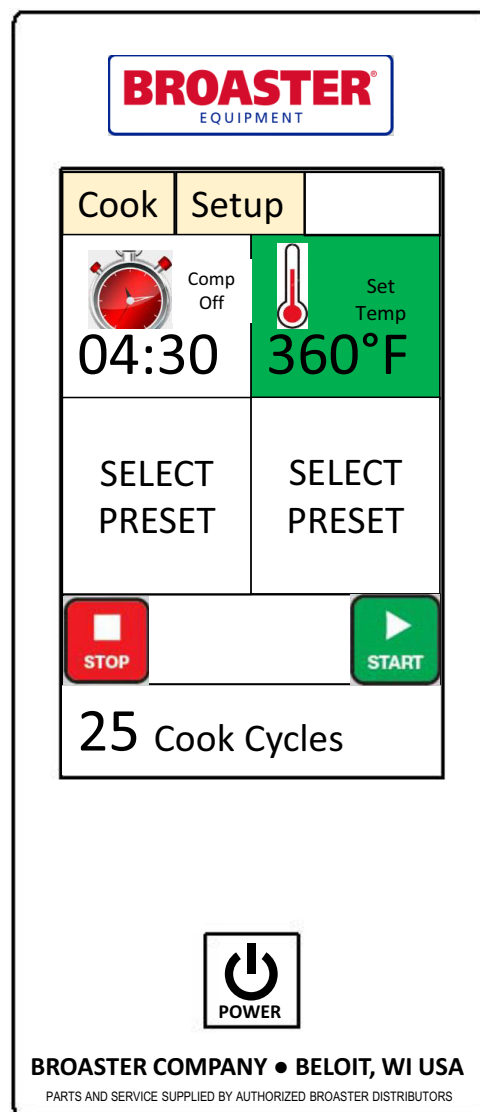 BROASTER®
EQUIPMENT
Cook Setup
Comp
Off
04:30
Set
Temp
360°F
SELECT
PRESET
SELECT
PRESET
STOP
START
25 Cook Cycles
POWER
BROASTER COMPANY ● BELOIT, WI USA
PARTS AND SERVICE SUPPLIED BY AUTHORIZED BROASTER DISTRIBUTORS